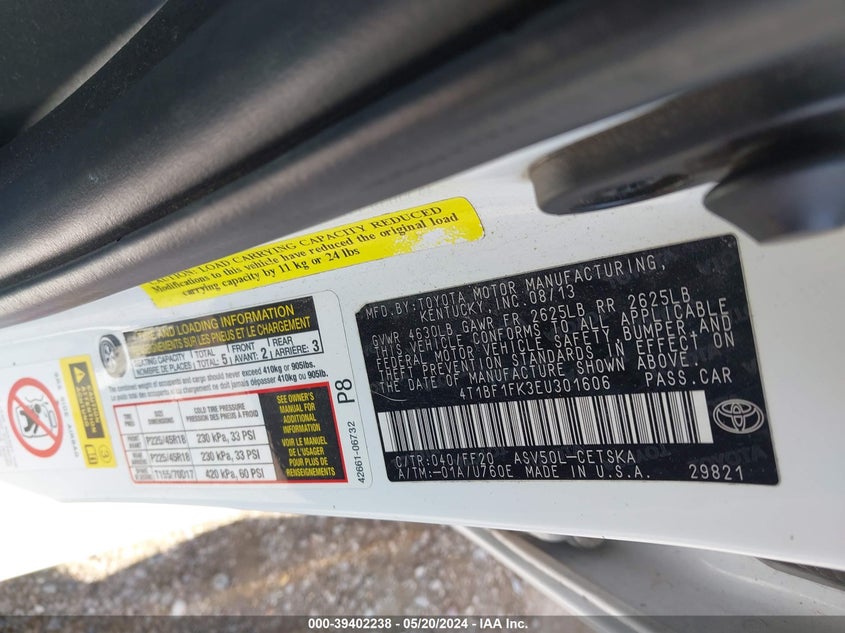 CAUTION: LOAD CARRYING CAPACITY REDUCED
Modifications to this vehicle have reduced the original load
carrying capacity by 11 kg or 24 lbs
TIRE AND LOADING INFORMATION
RENSEIGNEMENTS SUR LES PNEUS ET LE CHARGEMENT
SEATING CAPACITY
NOMBRE DE PLACES
TOTAL
TOTAL: 5
FRONT
AVANT: 2
REAR
ARRIÈRE: 3
The combined weight of occupants and cargo should never exceed 410kg or 905lbs.
Le poids total des occupants et du chargement ne doit jamais dépasser 410kg ou 905lbs.
TIRE
PNEU
SIZE
DIMENSIONS
COLD TIRE PRESSURE
PRESSION DES PNEUS À FROID
P225/45R18 230 kPa, 33 PSI
P225/45R18 230 kPa, 33 PSI
T155/70D17 420 kPa, 60 PSI
SEE OWNER'S
MANUAL FOR
ADDITIONAL
INFORMATION
VOIR LE MANUEL
DE L'USAGER
POUR PLUS DE
RENSEIGNEMENTS
P8
42661-06732
SRS SIDE AIRBAG
MFD.BY:TOYOTA MOTOR MANUFACTURING,
KENTUCKY, INC. 08/13
GVWR 4630LB GAWR FR 2625LB RR 2625LB
THIS VEHICLE CONFORMS TO ALL APPLICABLE
FEDERAL MOTOR VEHICLE SAFETY, BUMPER, AND
THEFT PREVENTION STANDARDS IN EFFECT ON
THE DATE OF MANUFACTURE SHOWN ABOVE.
4T1BF1FK3EU301606 PASS.CAR
C/TR:040/FF20 ASV50L-CETSKA
A/TM:-01A/U760E MADE IN U.S.A.
29821
000-39402238 - 05/20/2024 - IAA Inc.